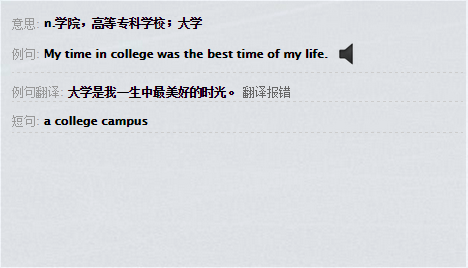 意思: n.学院，高等专科学校；大学
例句: My time in college was the best time of my life.
例句翻译: 大学是我一生中最美好的时光。 翻译报错
短句: a college campus